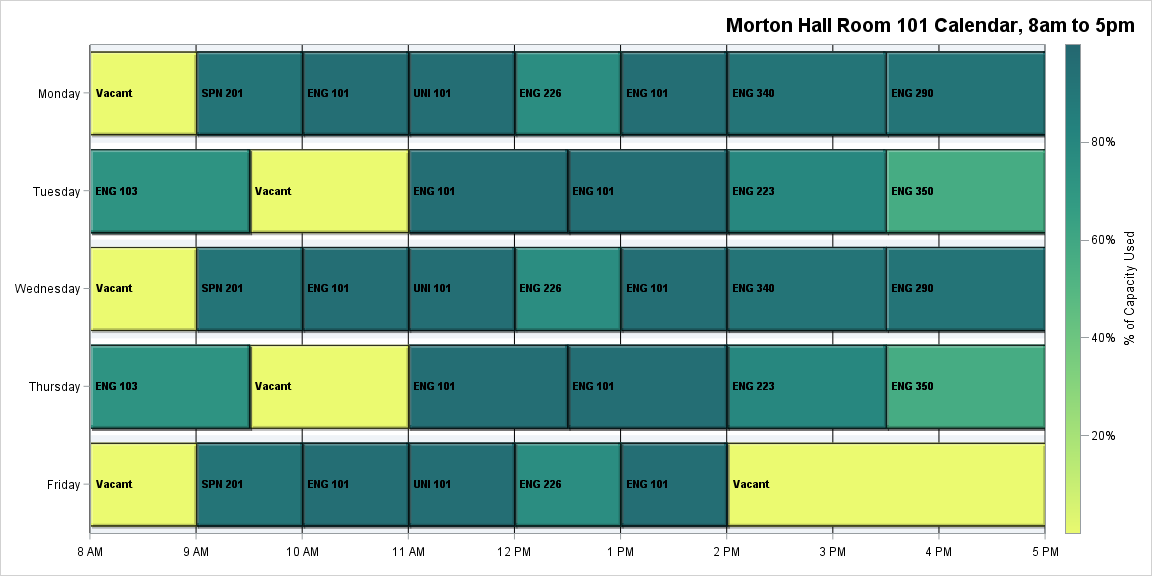 Morton Hall Room 101 Calendar, 8am to 5pm
Monday
Vacant
SPN 201
ENG 101
UNI 101
ENG 226
ENG 101
ENG 340
ENG 290
Tuesday
ENG 103
Vacant
ENG 101
ENG 101
ENG 223
ENG 350
Wednesday
Vacant
SPN 201
ENG 101
UNI 101
ENG 226
ENG 101
ENG 340
ENG 290
Thursday
ENG 103
Vacant
ENG 101
ENG 101
ENG 223
ENG 350
Friday
Vacant
SPN 201
ENG 101
UNI 101
ENG 226
ENG 101
Vacant
8 AM
9 AM
10 AM
11 AM
12 PM
1 PM
2 PM
3 PM
4 PM
5 PM
80%
60%
40%
20%
% of Capacity Used